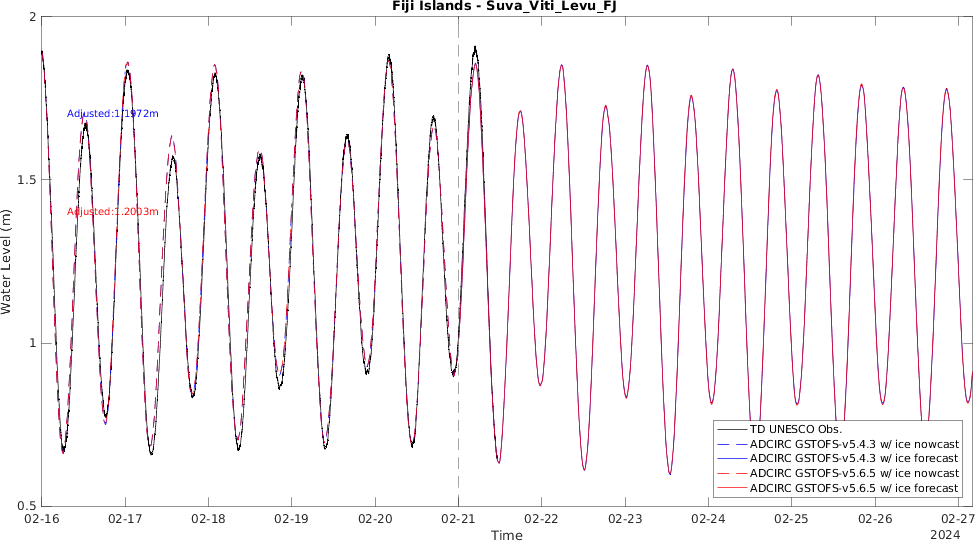 Fiji Islands - Suva_Viti_Levu_FJ
2
1.5
1
0.5
Water Level (m)
Adjusted:1.1972m
Adjusted:1.2003m
TD UNESCO Obs.
ADCIRC GSTOFS-v5.4.3 w/ ice nowcast
ADCIRC GSTOFS-v5.4.3 w/ ice forecast
ADCIRC GSTOFS-v5.6.5 w/ ice nowcast
ADCIRC GSTOFS-v5.6.5 w/ ice forecast
02-16 02-17 02-18 02-19 02-20 02-21 02-22 02-23 02-24 02-25 02-26 02-27
Time
2024